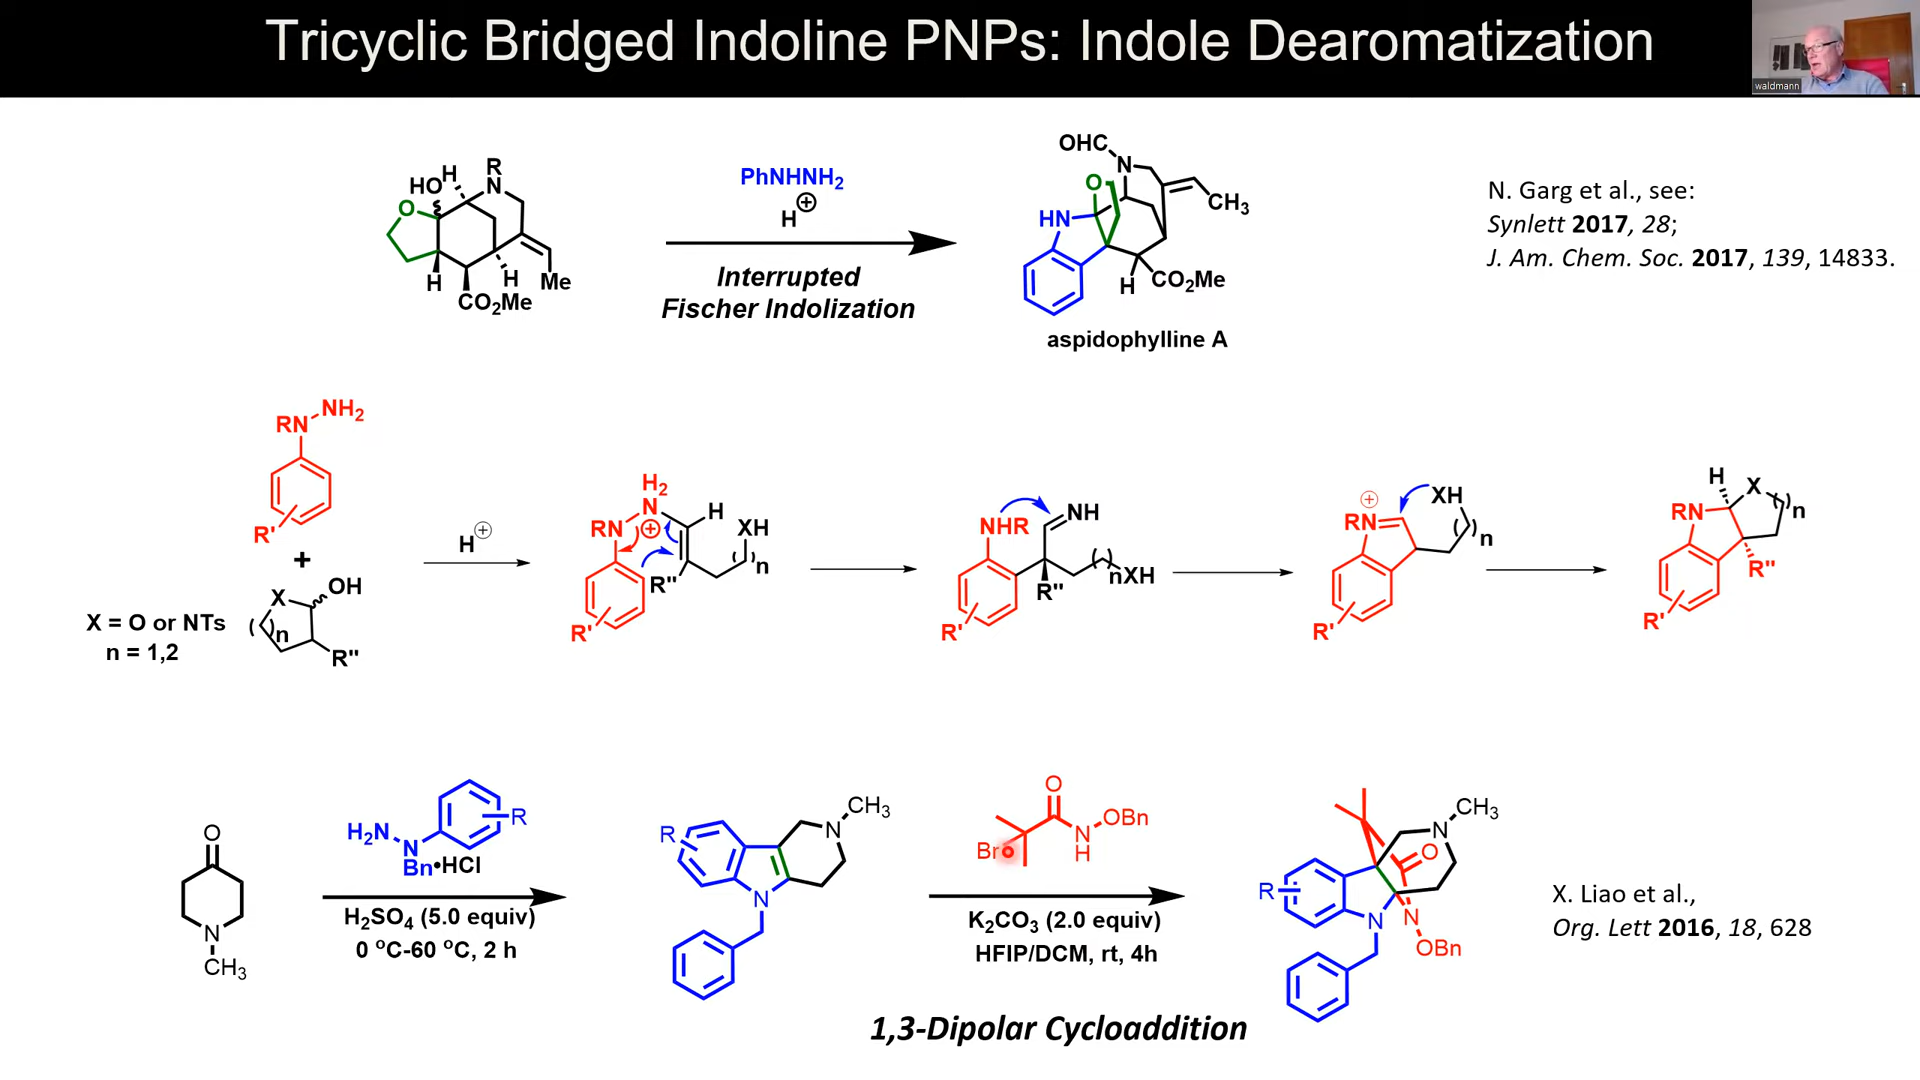 Tricyclic Bridged Indoline PNPs: Indole Dearomatization
waldmann
HO
H
R
N
O
H
H
Me
CO₂Me
PhNHNH₂
H⊕
Interrupted
Fischer Indolization
OHC
N
O
HN
CH₃
H
CO₂Me
aspidophylline A
N. Garg et al., see:
Synlett 2017, 28;
J. Am. Chem. Soc. 2017, 139, 14833.
RN
NH₂
R'
+
X = O or NTs
n = 1,2
X
OH
( )n
R"
H⊕
H₂
N
⊕
RN
H
XH
( )n
R"
R'
NHR
NH
( )nXH
R"
R'
⊕
RN
XH
( )n
R'
H
X
( )n
RN
R"
R'
O
N
CH₃
H₂N
N
R
Bn•HCl
H₂SO₄ (5.0 equiv)
0 ºC-60 ºC, 2 h
R
N
CH₃
N
O
Br
N
H
OBn
K₂CO₃ (2.0 equiv)
HFIP/DCM, rt, 4h
1,3-Dipolar Cycloaddition
N
CH₃
O
R
N
N
OBn
X. Liao et al.,
Org. Lett 2016, 18, 628